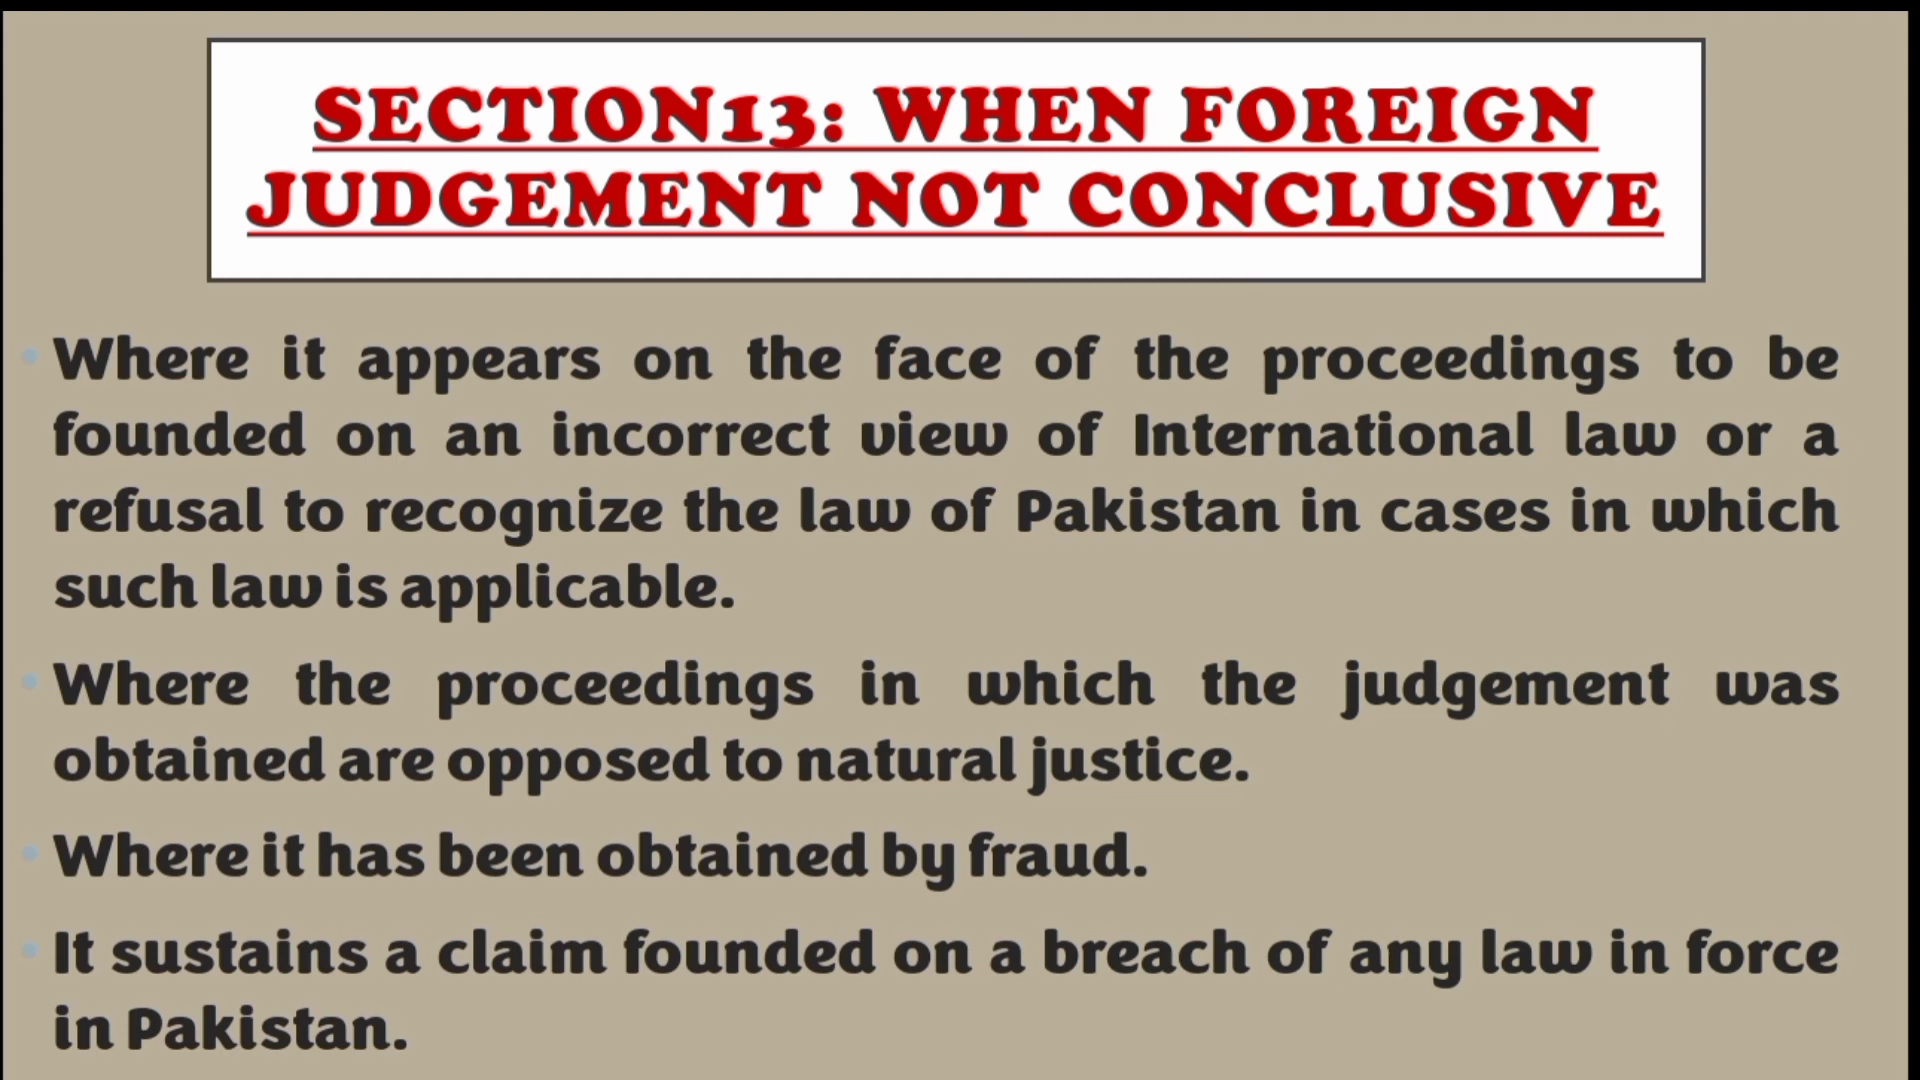 SECTION13: WHEN FOREIGN
JUDGEMENT NOT CONCLUSIVE
• Where it appears on the face of the proceedings to be
founded on an incorrect view of International law or a
refusal to recognize the law of Pakistan in cases in which
such law is applicable.
• Where the proceedings in which the judgement was
obtained are opposed to natural justice.
• Where it has been obtained by fraud.
• It sustains a claim founded on a breach of any law in force
in Pakistan.